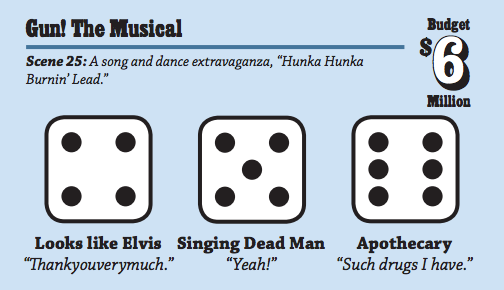 Gun! The Musical
Budget
$6
Million
Scene 25: A song and dance extravaganza, “Hunka Hunka
Burnin’ Lead.”
Looks like Elvis
“Thankyouverymuch.”
Singing Dead Man
“Yeah!”
Apothecary
“Such drugs I have.”